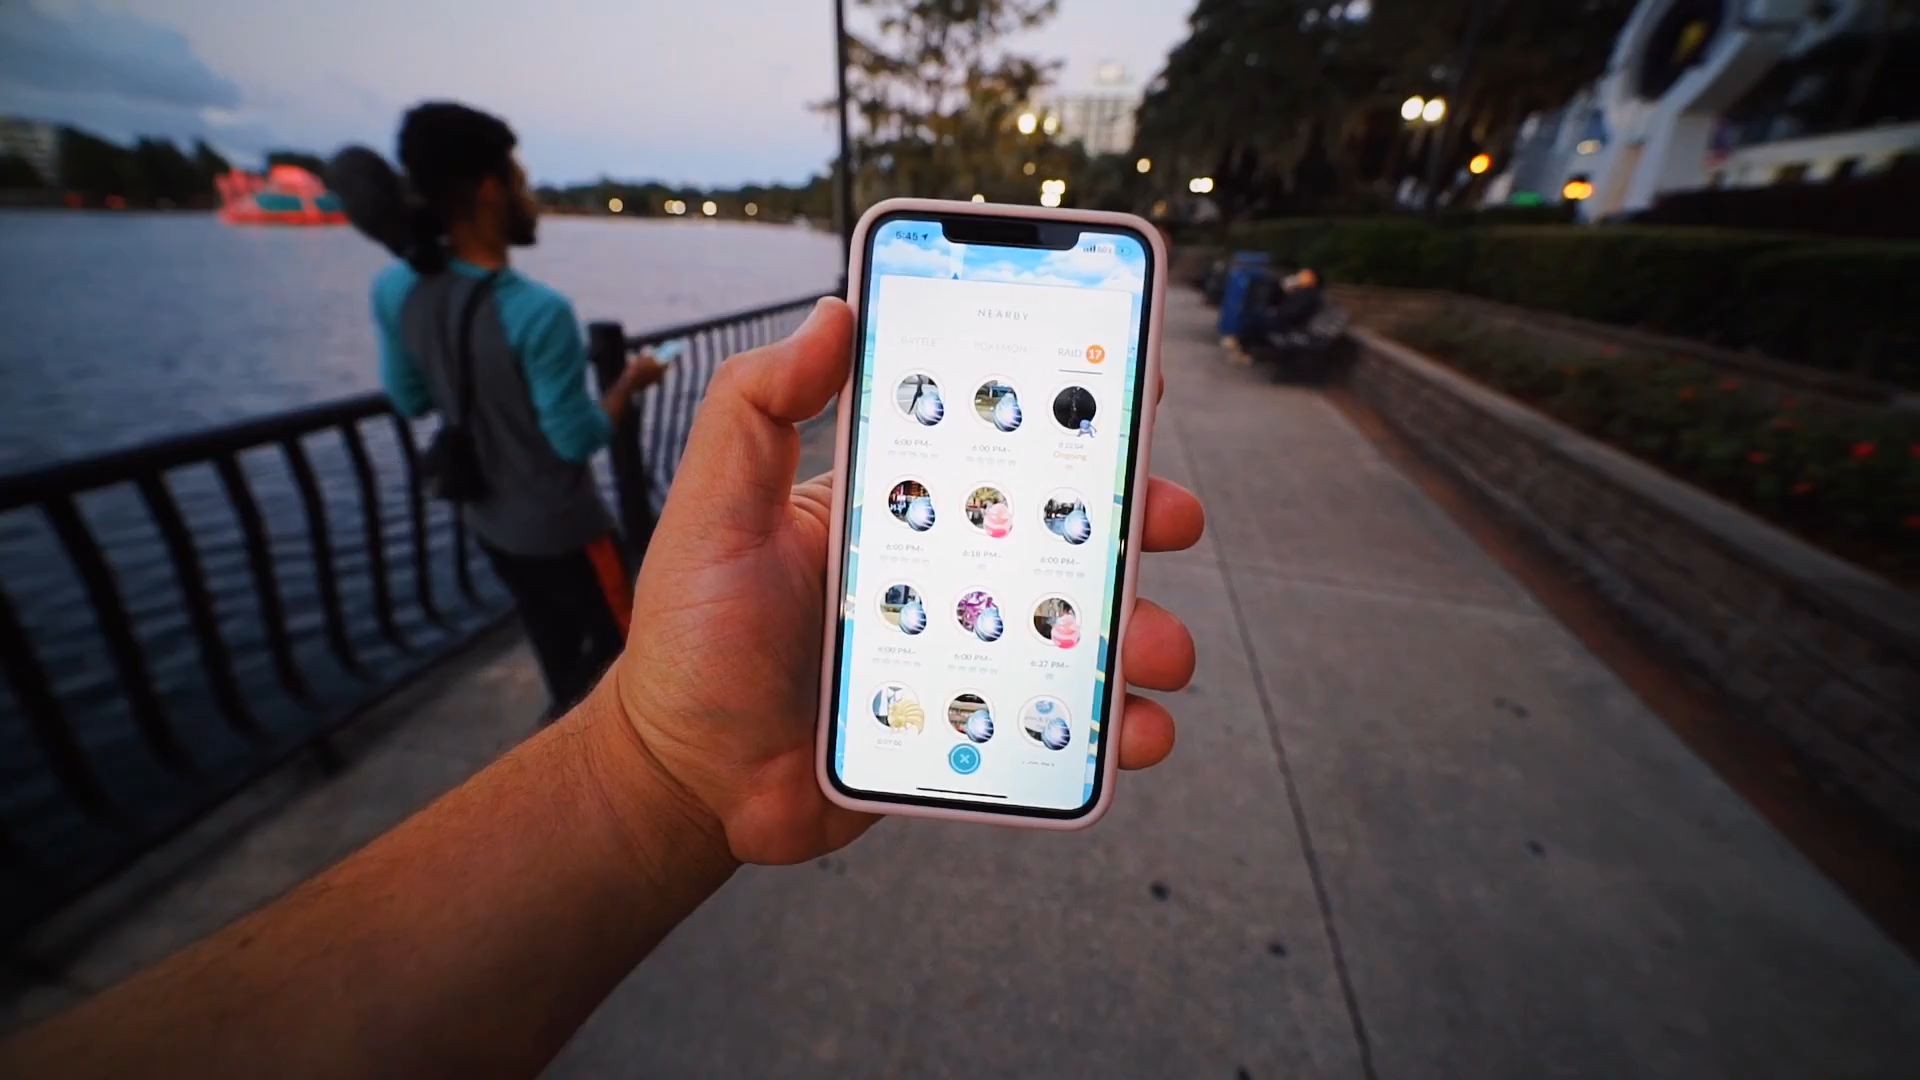 5:45
NEARBY
BATTLE POKÉMON RAID 17
6:00 PM~ 6:00 PM~
Ongoing
6:00 PM~ 6:18 PM~ 6:00 PM~
6:00 PM~ 6:00 PM~ 6:27 PM~